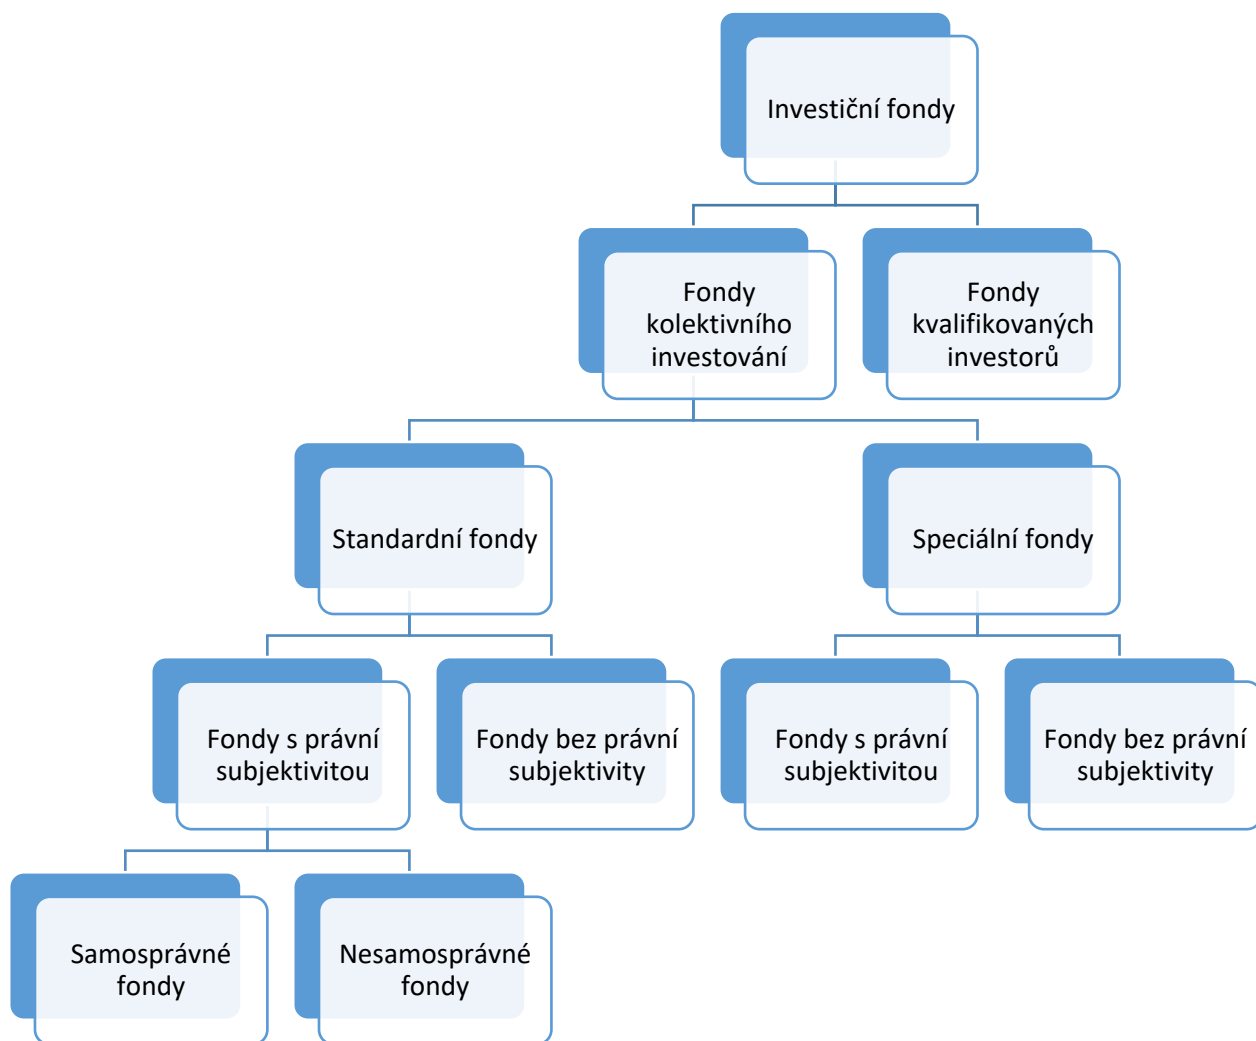 Investiční fondy
Fondy
kolektivního
investování
Fondy
kvalifikovaných
investorů
Standardní fondy
Speciální fondy
Fondy s právní
subjektivitou
Fondy bez právní
subjektivity
Fondy s právní
subjektivitou
Fondy bez právní
subjektivity
Samosprávné
fondy
Nesamosprávné
fondy